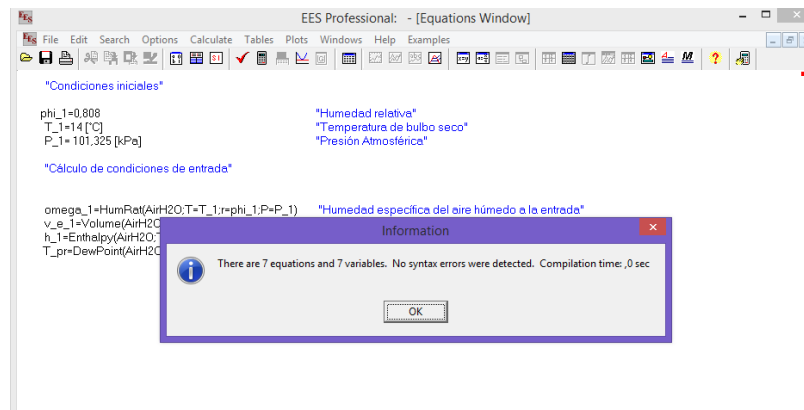 EES Professional: - [Equations Window]
File Edit Search Options Calculate Tables Plots Windows Help Examples
"Condiciones iniciales"
phi_1=0,808 "Humedad relativa"
T_1=14 [°C] "Temperatura de bulbo seco"
P_1= 101,325 [kPa] "Presión Atmosférica"
"Cálculo de condiciones de entrada"
omega_1=HumRat(AirH2O;T=T_1;r=phi_1;P=P_1) "Humedad específica del aire húmedo a la entrada"
v_e_1=Volume(AirH2O
h_1=Enthalpy(AirH2O;
T_pr=DewPoint(AirH2O
Information
There are 7 equations and 7 variables. No syntax errors were detected. Compilation time: ,0 sec
OK